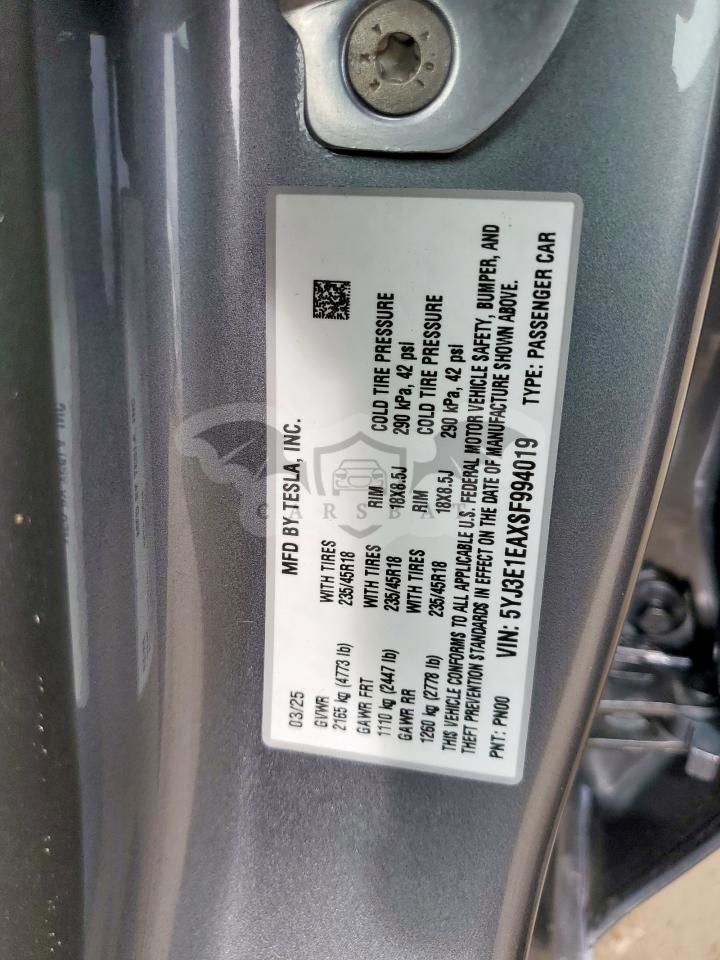 MFD BY TESLA, INC.
03/25
GVWR WITH TIRES RIM COLD TIRE PRESSURE
2165 kg (4773 lb) 235/45R18 18X8.5J 290 kPa, 42 psi
GAWR FRT WITH TIRES RIM COLD TIRE PRESSURE
1110 kg (2447 lb) 235/45R18 18X8.5J 290 kPa, 42 psi
GAWR RR WITH TIRES
1260 kg (2778 lb) 235/45R18
THIS VEHICLE CONFORMS TO ALL APPLICABLE U.S. FEDERAL MOTOR VEHICLE SAFETY, BUMPER, AND
THEFT PREVENTION STANDARDS IN EFFECT ON THE DATE OF MANUFACTURE SHOWN ABOVE.
PNT: PN00 VIN: 5YJ3E1EAXSF994019 TYPE: PASSENGER CAR
CARSBAT